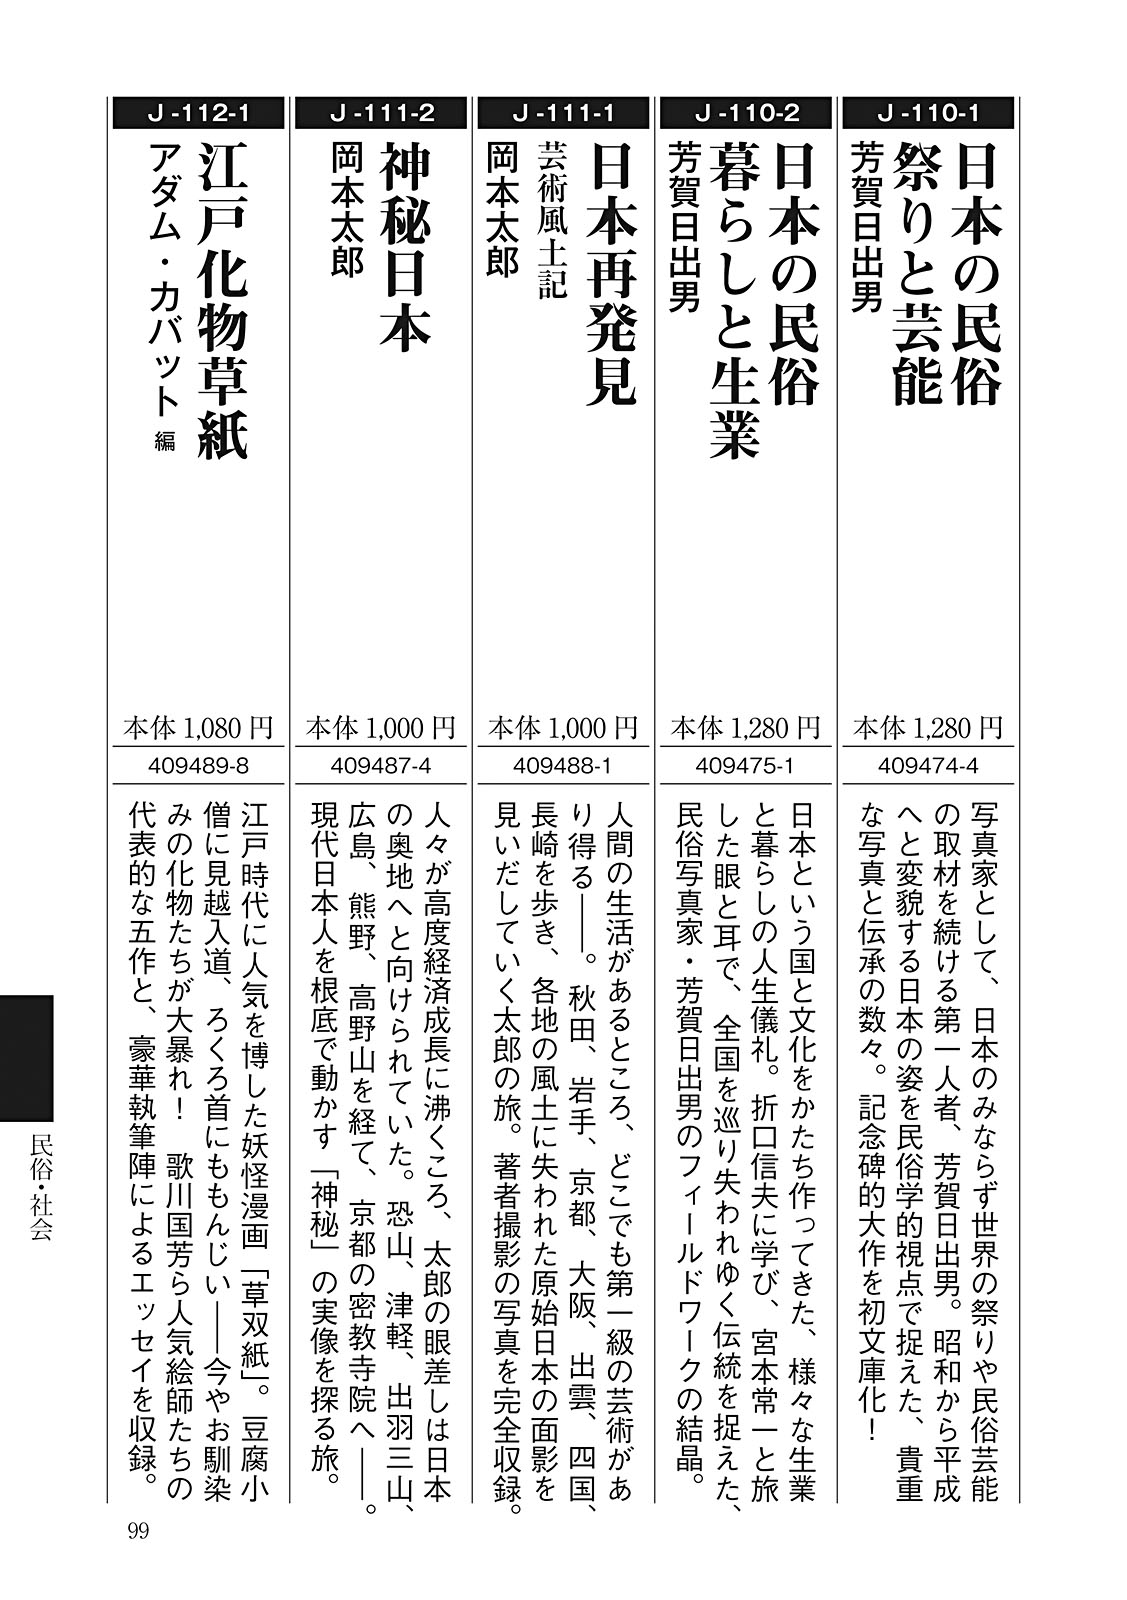 J-110-1
日本の民俗
祭りと芸能
芳賀日出男
本体 1,280 円
409474-4
写真家として、日本のみならず世界の祭りや民俗芸能
の取材を続ける第一人者、芳賀日出男。昭和から平成
へと変貌する日本の姿を民俗学的視点で捉えた、貴重
な写真と伝承の数々。記念碑的大作を初文庫化！
J-110-2
日本の民俗
暮らしと生業
芳賀日出男
本体 1,280 円
409475-1
日本という国と文化をかたち作ってきた、様々な生業
と暮らしの人生儀礼。折口信夫に学び、宮本常一と旅
した眼と耳で、全国を巡り失われゆく伝統を捉えた、
民俗写真家・芳賀日出男のフィールドワークの結晶。
J-111-1
日本再発見
芸術風土記
岡本太郎
本体 1,000 円
409488-1
人間の生活があるところ、どこでも第一級の芸術があ
り得る――。秋田、岩手、京都、大阪、出雲、四国、
長崎を歩き、各地の風土に失われた原始日本の面影を
見いだしていく太郎の旅。著者撮影の写真を完全収録。
J-111-2
神秘日本
岡本太郎
本体 1,000 円
409487-4
人々が高度経済成長に沸くころ、太郎の眼差しは日本
の奥地へと向けられていた。恐山、津軽、出羽三山、
広島、熊野、高野山を経て、京都の密教寺院へ――。
現代日本人を根底で動かす「神秘」の実像を探る旅。
J-112-1
江戸化物草紙
アダム・カバット 編
本体 1,080 円
409489-8
江戸時代に人気を博した妖怪漫画「草双紙」。豆腐小
僧に見越入道、ろくろ首にももんじい――今やお馴染
みの化物たちが大暴れ！　歌川国芳ら人気絵師たちの
代表的な五作と、豪華執筆陣によるエッセイを収録。
民俗・社会
99